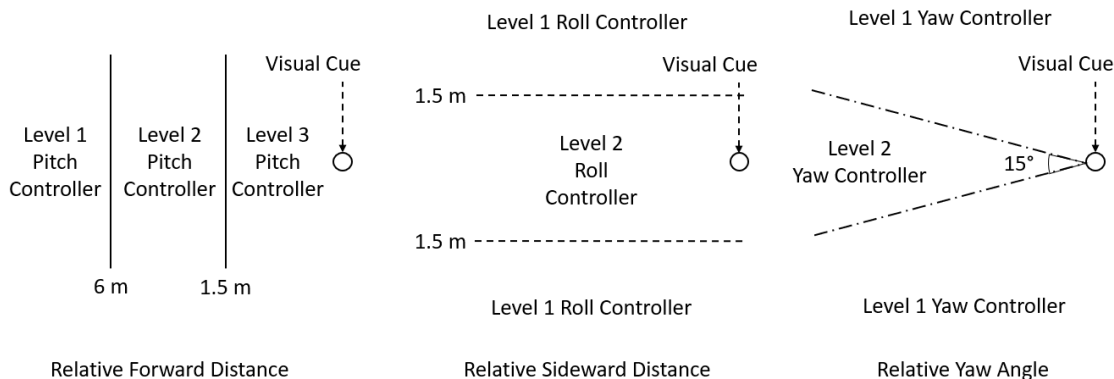 Level 1 Roll Controller
Level 1 Yaw Controller
Visual Cue
Visual Cue
Visual Cue
1.5 m
Level 1
Pitch
Controller
Level 2
Pitch
Controller
Level 3
Pitch
Controller
Level 2
Roll
Controller
Level 2
Yaw Controller
15°
1.5 m
6 m
1.5 m
Level 1 Roll Controller
Level 1 Yaw Controller
Relative Forward Distance
Relative Sideward Distance
Relative Yaw Angle